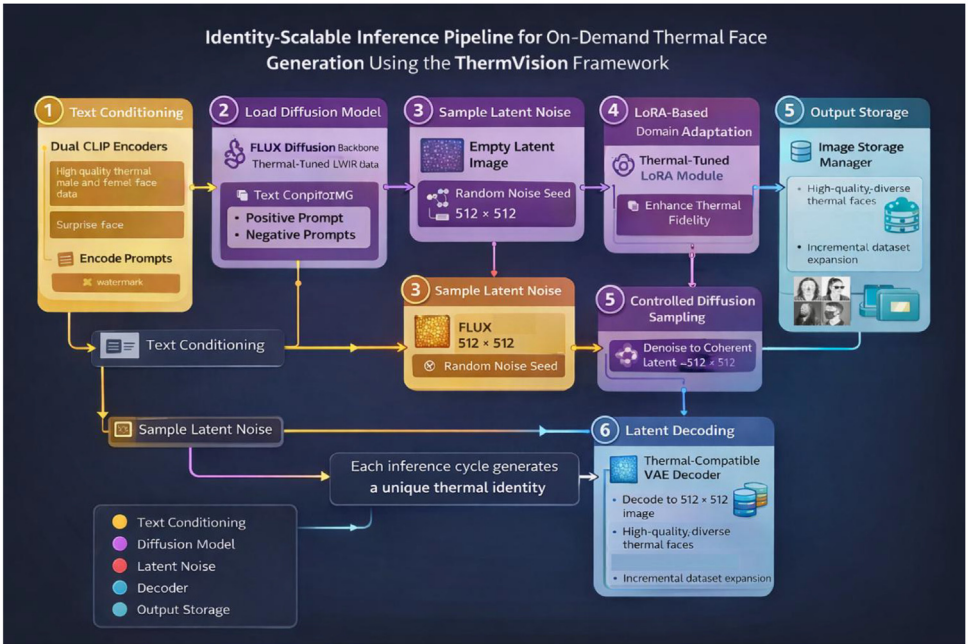 Identity-Scalable Inference Pipeline for On-Demand Thermal Face
Generation Using the ThermVision Framework
1 Text Conditioning
Dual CLIP Encoders
High quality thermal
male and femel face
data
Surprise face
Encode Prompts
watermark
2 Load Diffusion Model
FLUX Diffusion Backbone
Thermal-Tuned LWIR data
Text
• Positive Prompt
• Negative Prompts
3 Sample Latent Noise
Empty Latent
Image
Random Noise Seed
512 × 512
4 LoRA-Based
Domain Adaptation
Thermal-Tuned
LoRA Module
Enhance Thermal
Fidelity
5 Output Storage
Image Storage
Manager
• High-quality,-diverse
thermal faces
• Incremental dataset
expansion
3 Sample Latent Noise
FLUX
512 × 512
Random Noise Seed
5 Controlled Diffusion
Sampling
Denoise to Coherent
Latent ~512 × 512
Text Conditioning
Sample Latent Noise
Each inference cycle generates
a unique thermal identity
6 Latent Decoding
Thermal-Compatible
VAE Decoder
• Decode to 512 × 512
image
• High-quality, diverse
thermal faces
• Incremental dataset expansion
Text Conditioning
Diffusion Model
Latent Noise
Decoder
Output Storage